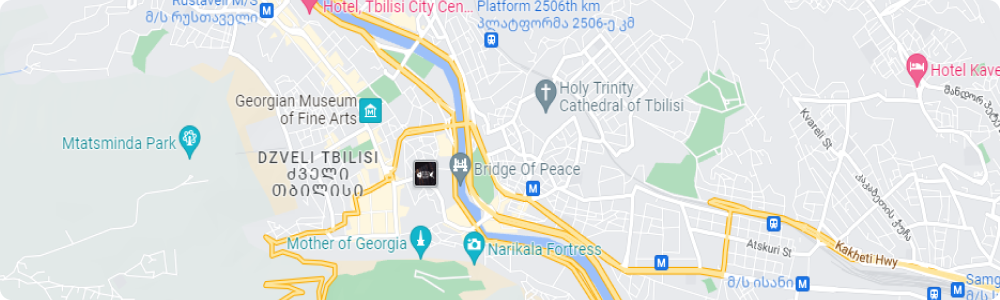 Rustaveli M/S
მ/ს რუსთაველი
Hotel, Tbilisi City Cen...
Platform 2506th km
პლატფორმა 2506-ე კმ
Hotel Kave
Holy Trinity
Cathedral of Tbilisi
Georgian Museum
of Fine Arts
Kvareli St
Mtatsminda Park
DZVELI TBILISI
ძველი
თბილისი
Bridge Of Peace
კახეთის გზა
Mother of Georgia
Narikala Fortress
Atskuri St
Kakheti Hwy
მ/ს ისანი
Samg
M
M
M
M
M